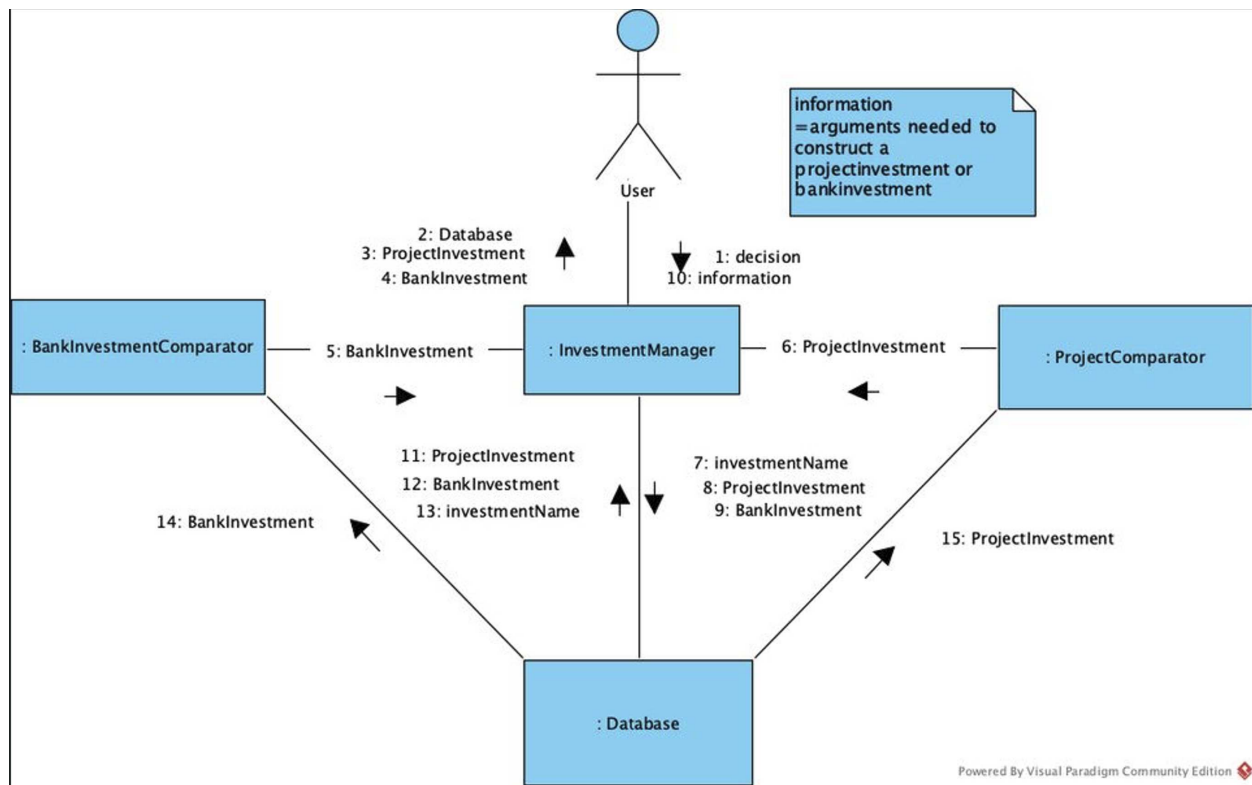 information
=arguments needed to
construct a
projectinvestment or
bankinvestment
User
2: Database
3: ProjectInvestment
4: BankInvestment
1: decision
10: information
: BankInvestmentComparator
5: BankInvestment
: InvestmentManager
6: ProjectInvestment
: ProjectComparator
11: ProjectInvestment
12: BankInvestment
13: investmentName
7: investmentName
8: ProjectInvestment
9: BankInvestment
14: BankInvestment
15: ProjectInvestment
: Database
Powered By Visual Paradigm Community Edition